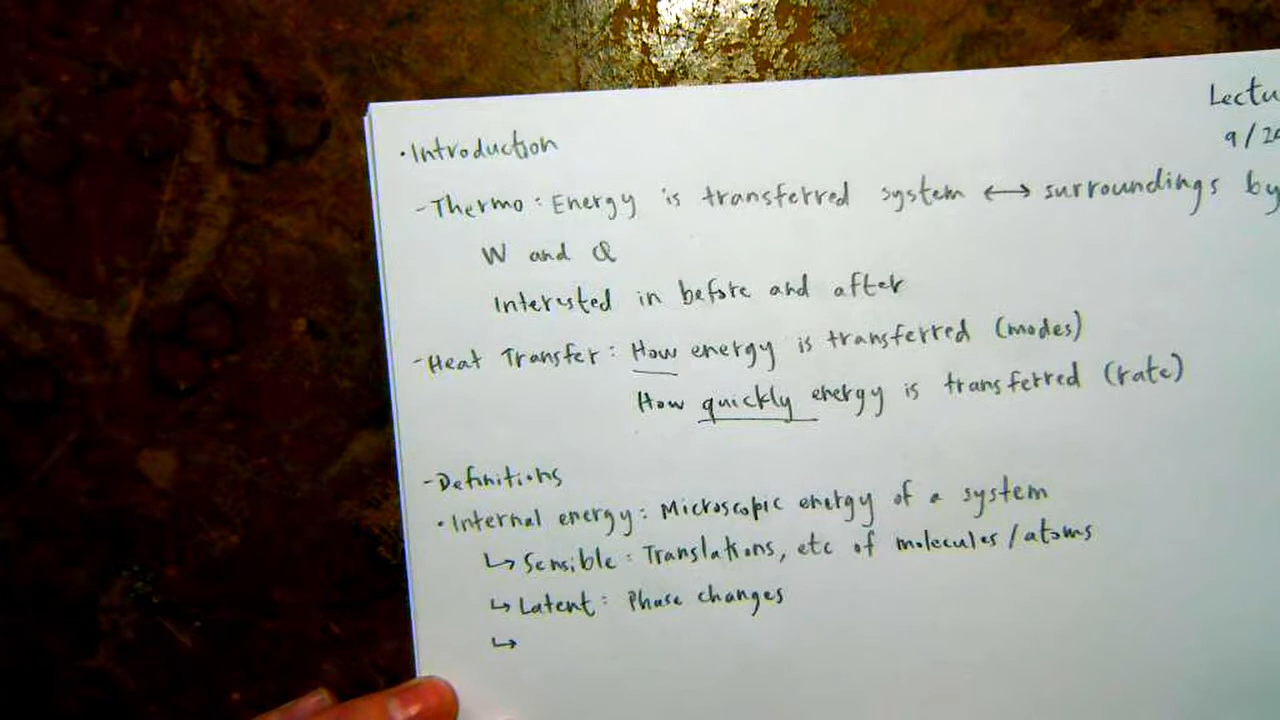 Lectu
9/20
·Introduction
-Thermo: Energy is transferred system ↔ surroundings by
W and Q
Interested in before and after
-Heat Transfer: How energy is transferred (modes)
How quickly energy is transferred (rate)
-Definitions
·Internal energy: Microscopic energy of a system
↳ Sensible: Translations, etc of molecules/atoms
↳ Latent: Phase changes
↳